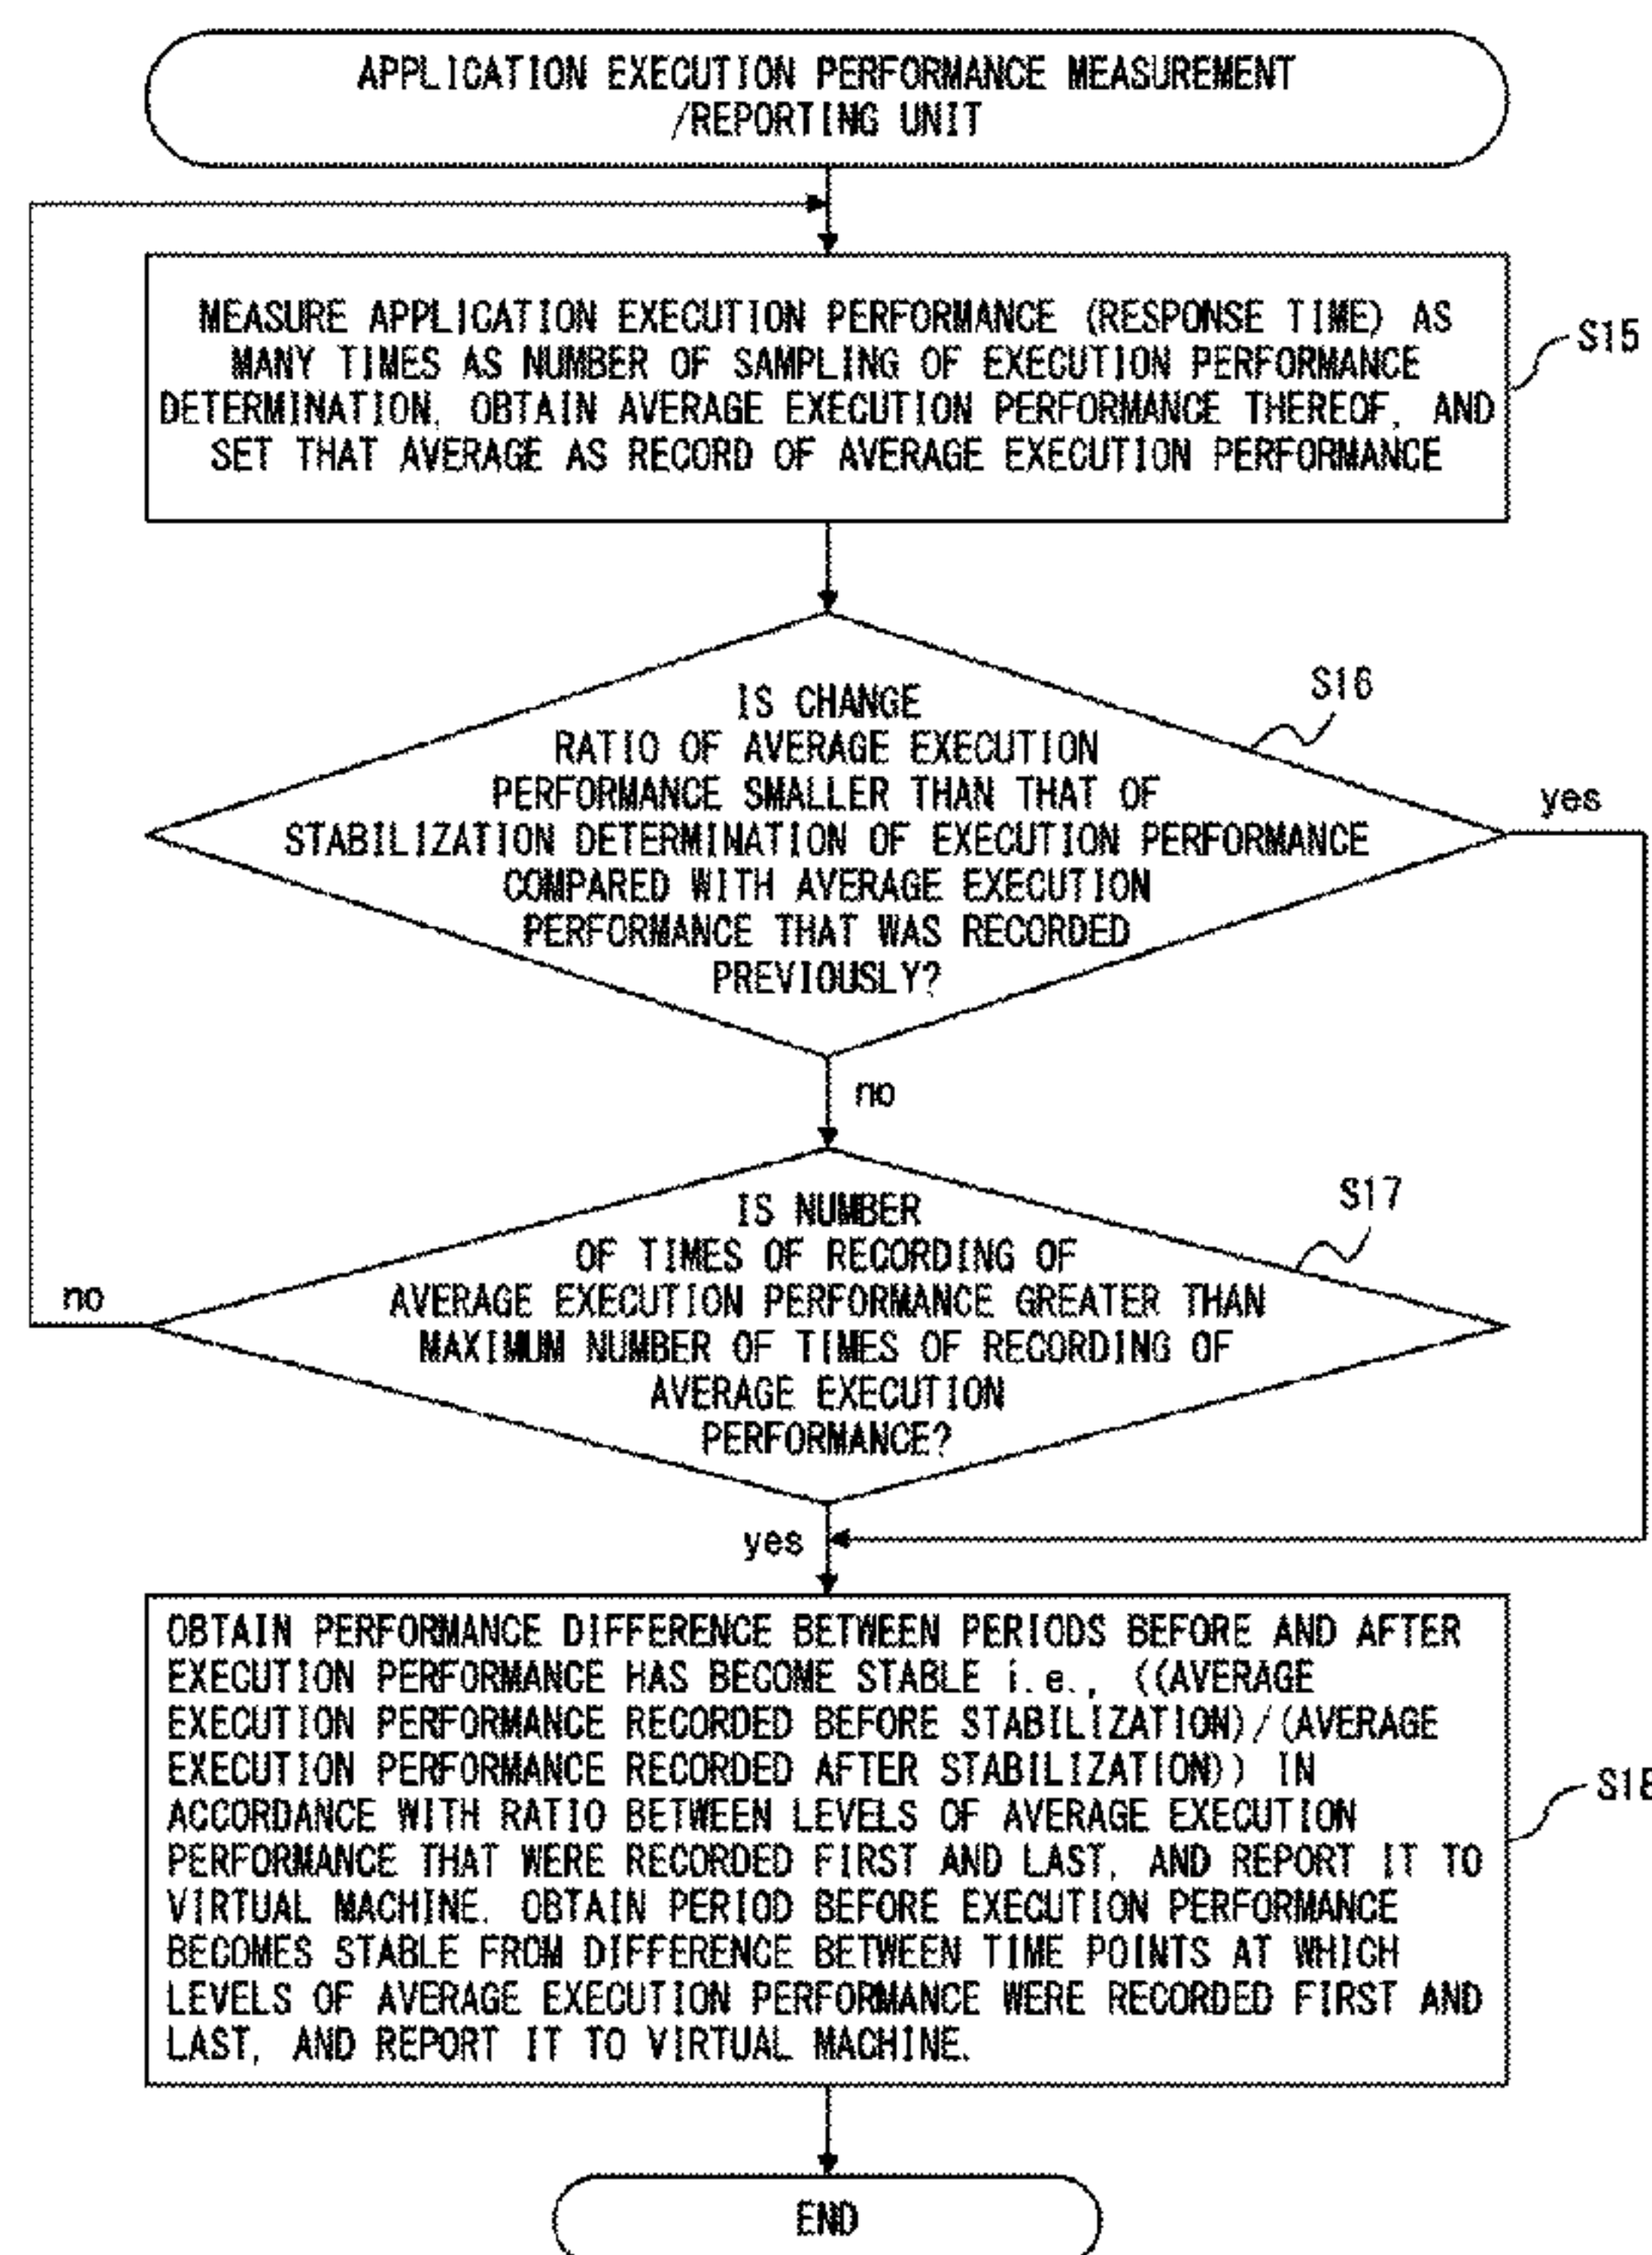 APPLICATION EXECUTION PERFORMANCE MEASUREMENT
/REPORTING UNIT
MEASURE APPLICATION EXECUTION PERFORMANCE (RESPONSE TIME) AS
MANY TIMES AS NUMBER OF SAMPLING OF EXECUTION PERFORMANCE
DETERMINATION, OBTAIN AVERAGE EXECUTION PERFORMANCE THEREOF, AND
SET THAT AVERAGE AS RECORD OF AVERAGE EXECUTION PERFORMANCE
S15
IS CHANGE
RATIO OF AVERAGE EXECUTION
PERFORMANCE SMALLER THAN THAT OF
STABILIZATION DETERMINATION OF EXECUTION PERFORMANCE
COMPARED WITH AVERAGE EXECUTION
PERFORMANCE THAT WAS RECORDED
PREVIOUSLY?
S16
yes
no
IS NUMBER
OF TIMES OF RECORDING OF
AVERAGE EXECUTION PERFORMANCE GREATER THAN
MAXIMUM NUMBER OF TIMES OF RECORDING OF
AVERAGE EXECUTION
PERFORMANCE?
S17
no
yes
OBTAIN PERFORMANCE DIFFERENCE BETWEEN PERIODS BEFORE AND AFTER
EXECUTION PERFORMANCE HAS BECOME STABLE i.e., ((AVERAGE
EXECUTION PERFORMANCE RECORDED BEFORE STABILIZATION)/(AVERAGE
EXECUTION PERFORMANCE RECORDED AFTER STABILIZATION)) IN
ACCORDANCE WITH RATIO BETWEEN LEVELS OF AVERAGE EXECUTION
PERFORMANCE THAT WERE RECORDED FIRST AND LAST, AND REPORT IT TO
VIRTUAL MACHINE. OBTAIN PERIOD BEFORE EXECUTION PERFORMANCE
BECOMES STABLE FROM DIFFERENCE BETWEEN TIME POINTS AT WHICH
LEVELS OF AVERAGE EXECUTION PERFORMANCE WERE RECORDED FIRST AND
LAST, AND REPORT IT TO VIRTUAL MACHINE.
END